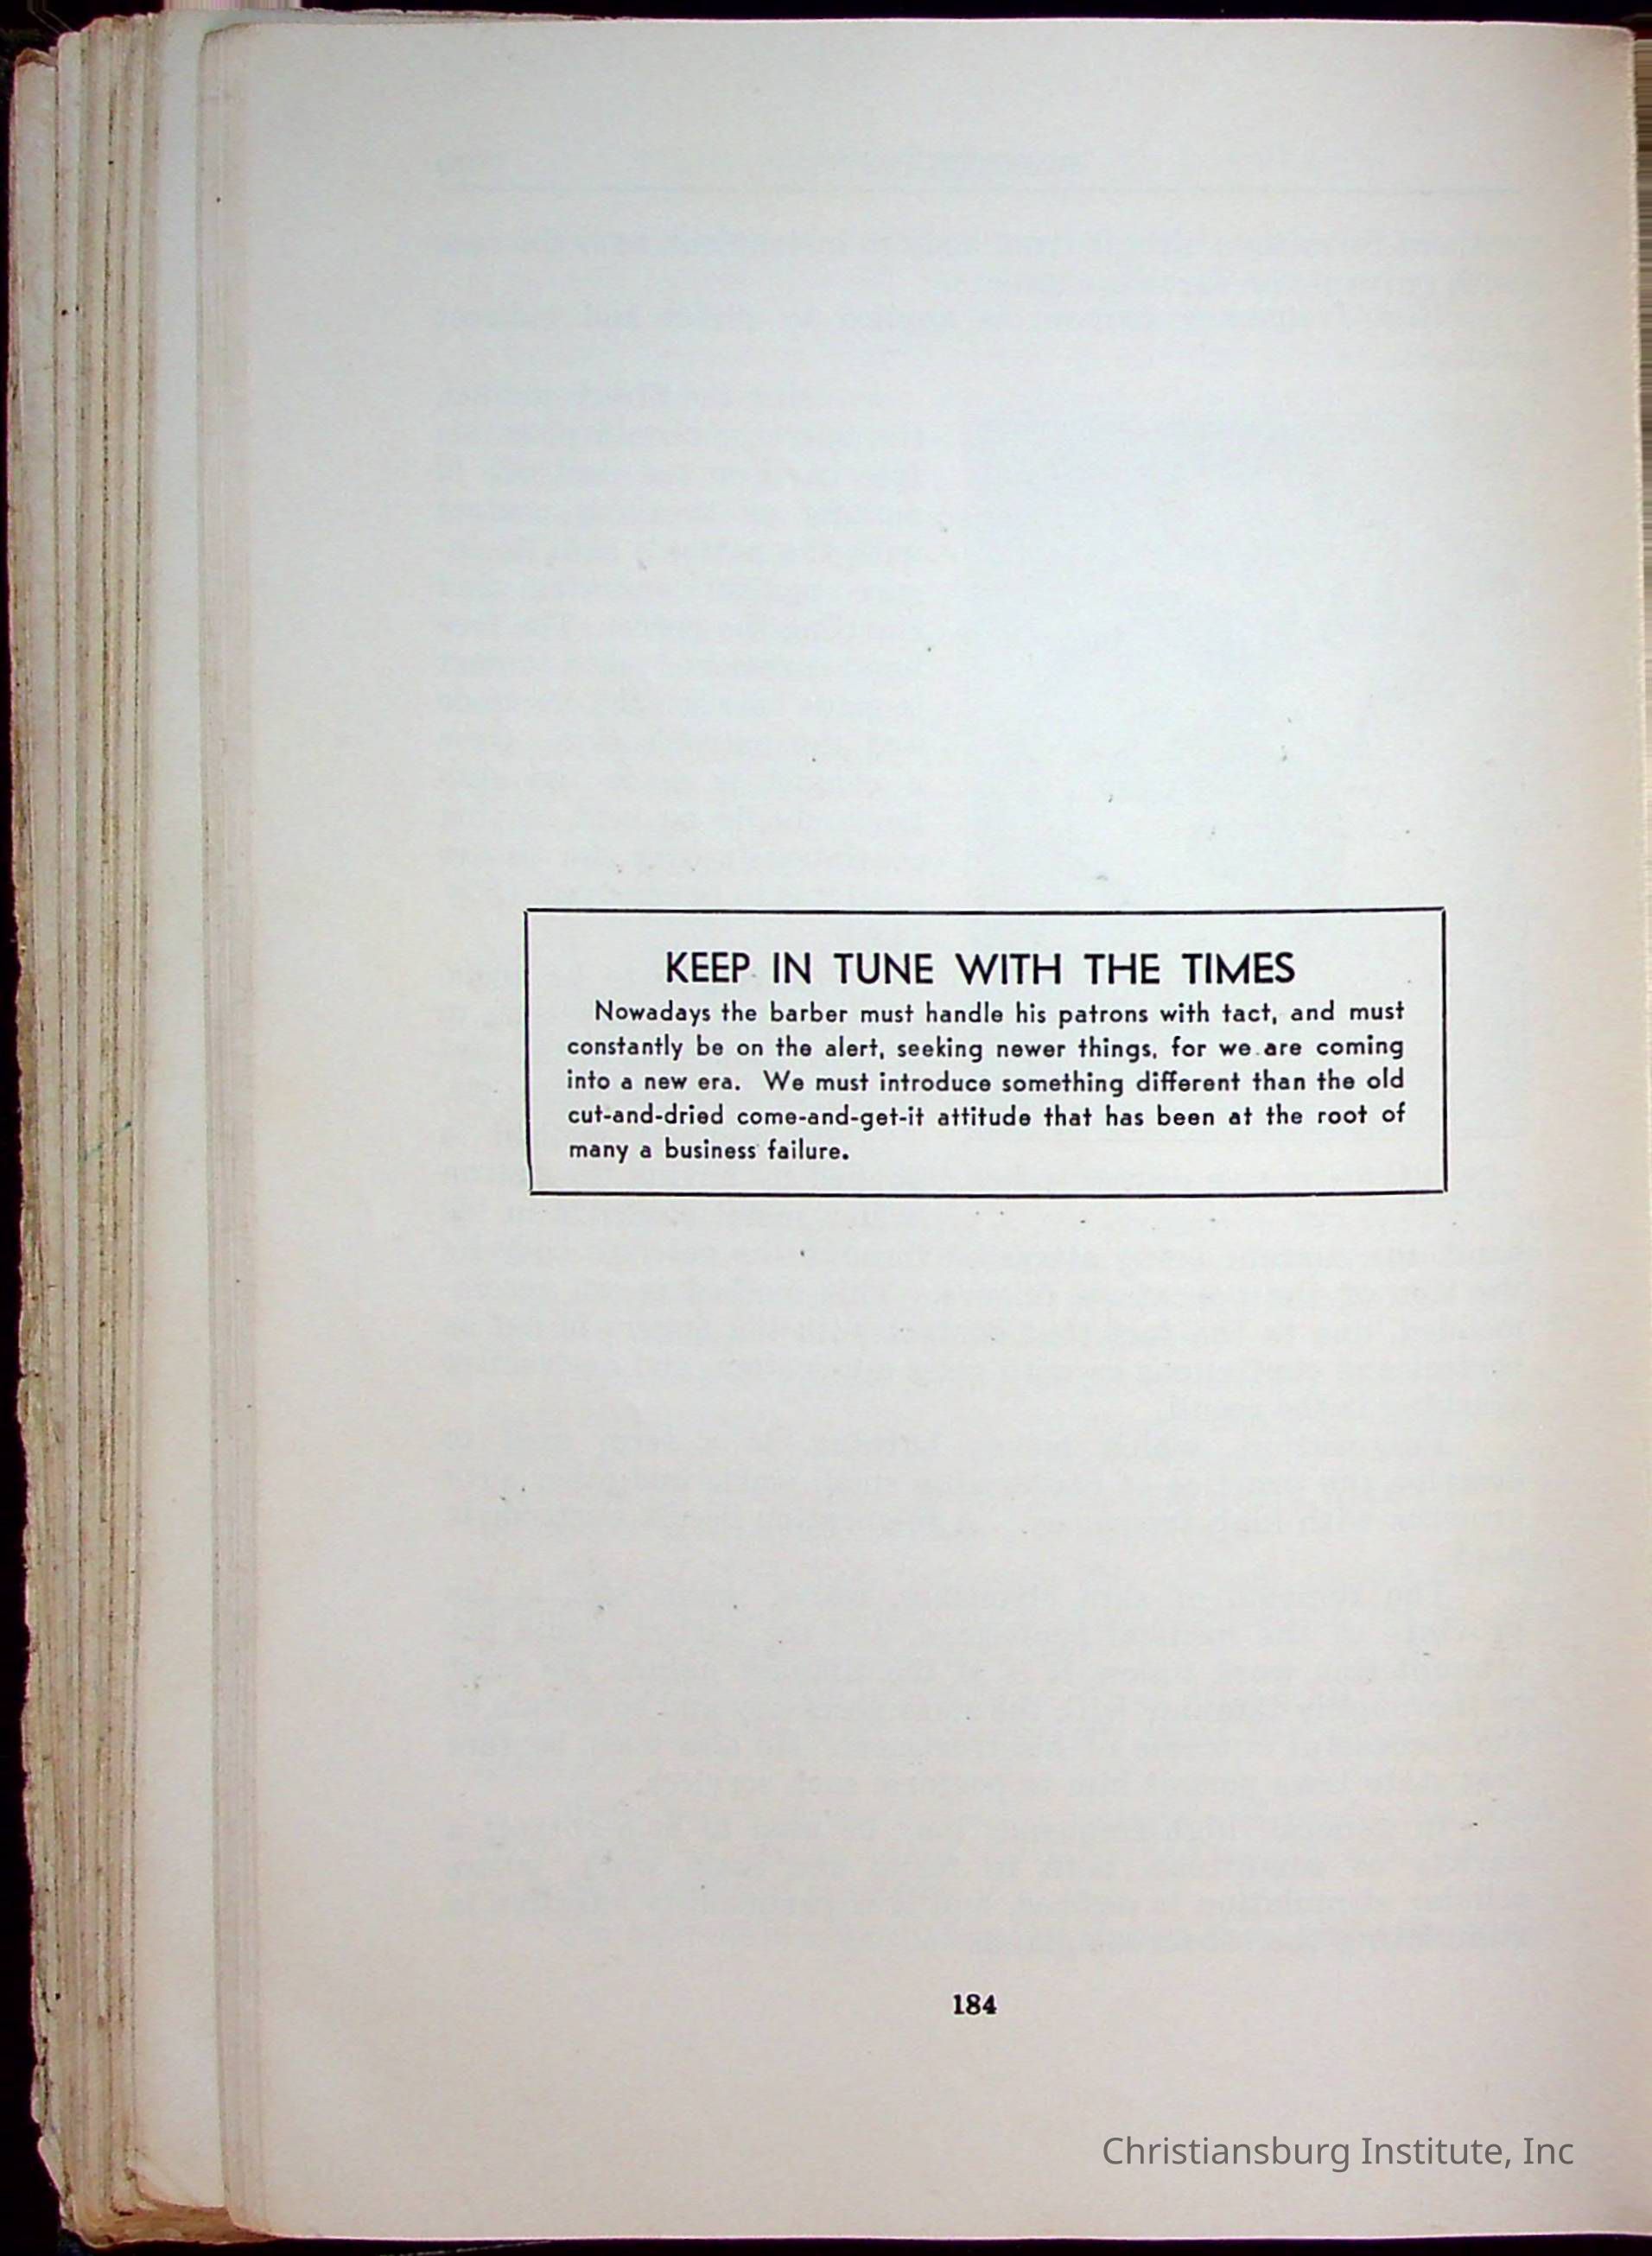 KEEP IN TUNE WITH THE TIMES
Nowadays the barber must handle his patrons with tact, and must
constantly be on the alert, seeking newer things, for we are coming
into a new era. We must introduce something different than the old
cut-and-dried come-and-get-it attitude that has been at the root of
many a business failure.
184
Christiansburg Institute, Inc